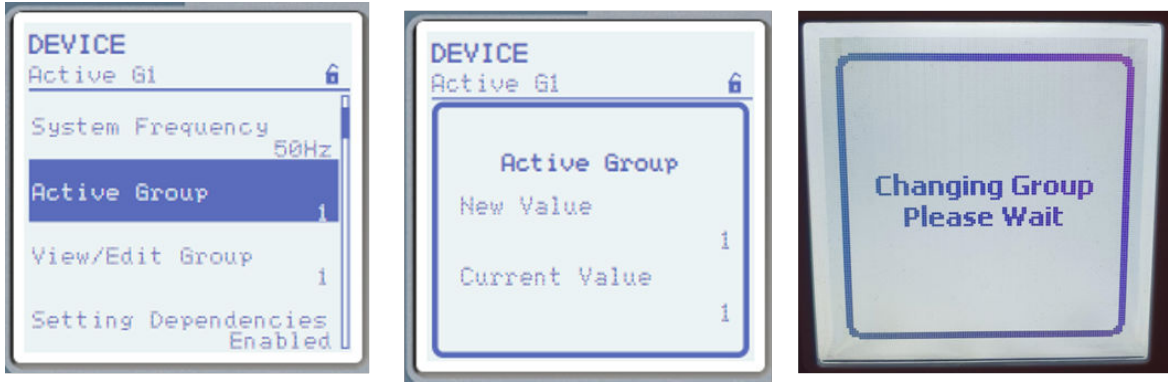 DEVICE
Active G1
System Frequency
50Hz
Active Group
1
View/Edit Group
1
Setting Dependencies
Enabled
DEVICE
Active G1
Active Group
New Value
1
Current Value
1
Changing Group
Please Wait